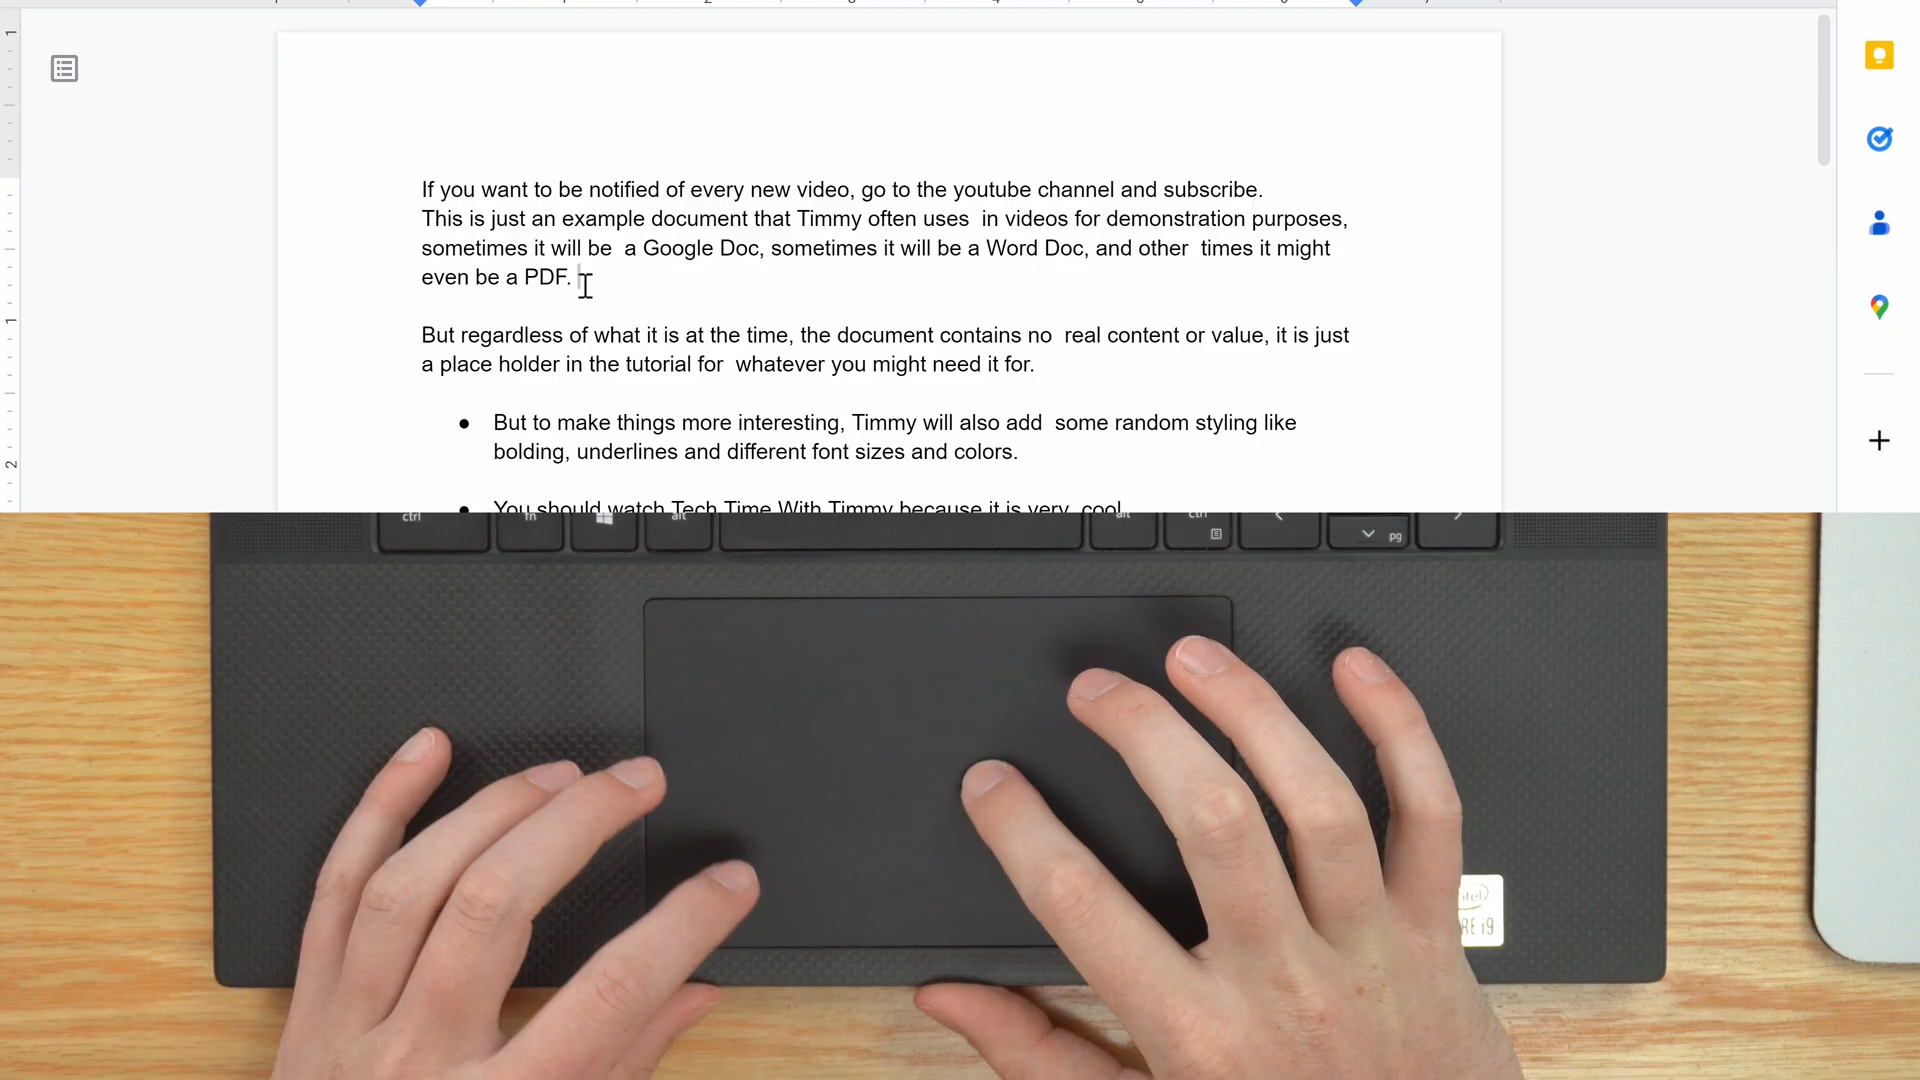 If you want to be notified of every new video, go to the youtube channel and subscribe.
This is just an example document that Timmy often uses  in videos for demonstration purposes,
sometimes it will be  a Google Doc, sometimes it will be a Word Doc, and other  times it might
even be a PDF.
But regardless of what it is at the time, the document contains no  real content or value, it is just
a place holder in the tutorial for  whatever you might need it for.
● But to make things more interesting, Timmy will also add  some random styling like
bolding, underlines and different font sizes and colors.
● You should watch Tech Time With Timmy because it is very  cool
ctrl fn alt alt ctrl
pg
1
1
2